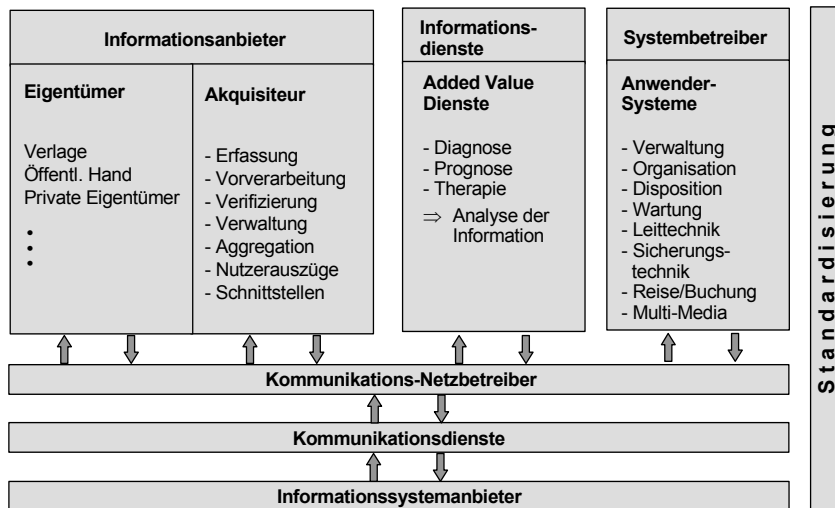 Informationsanbieter
Eigentümer
Verlage
Öffentl. Hand
Private Eigentümer
•
•
•
Akquisiteur
- Erfassung
- Vorverarbeitung
- Verifizierung
- Verwaltung
- Aggregation
- Nutzerauszüge
- Schnittstellen
Informations-
dienste
Added Value
Dienste
- Diagnose
- Prognose
- Therapie
⇒ Analyse der
Information
Systembetreiber
Anwender-
Systeme
- Verwaltung
- Organisation
- Disposition
- Wartung
- Leittechnik
- Sicherungs-
technik
- Reise/Buchung
- Multi-Media
Kommunikations-Netzbetreiber
Kommunikationsdienste
Informationssystemanbieter
Standardisierung